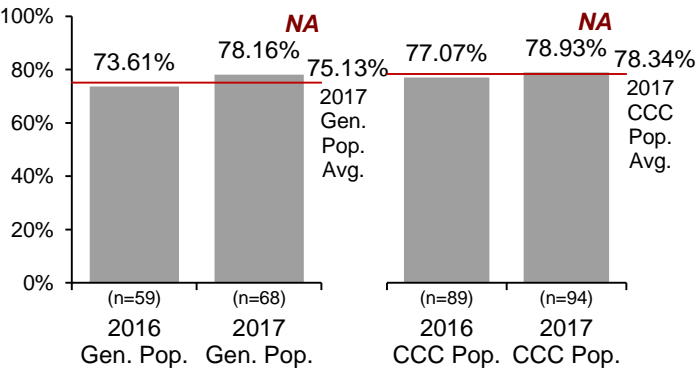 100%
80%
60%
40%
20%
0%
NA
73.61%
78.16%
75.13%
2017
Gen.
Pop.
Avg.
(n=59)
(n=68)
2016
Gen. Pop.
2017
Gen. Pop.
NA
77.07%
78.93%
78.34%
2017
CCC
Pop.
Avg.
(n=89)
(n=94)
2016
CCC Pop.
2017
CCC Pop.